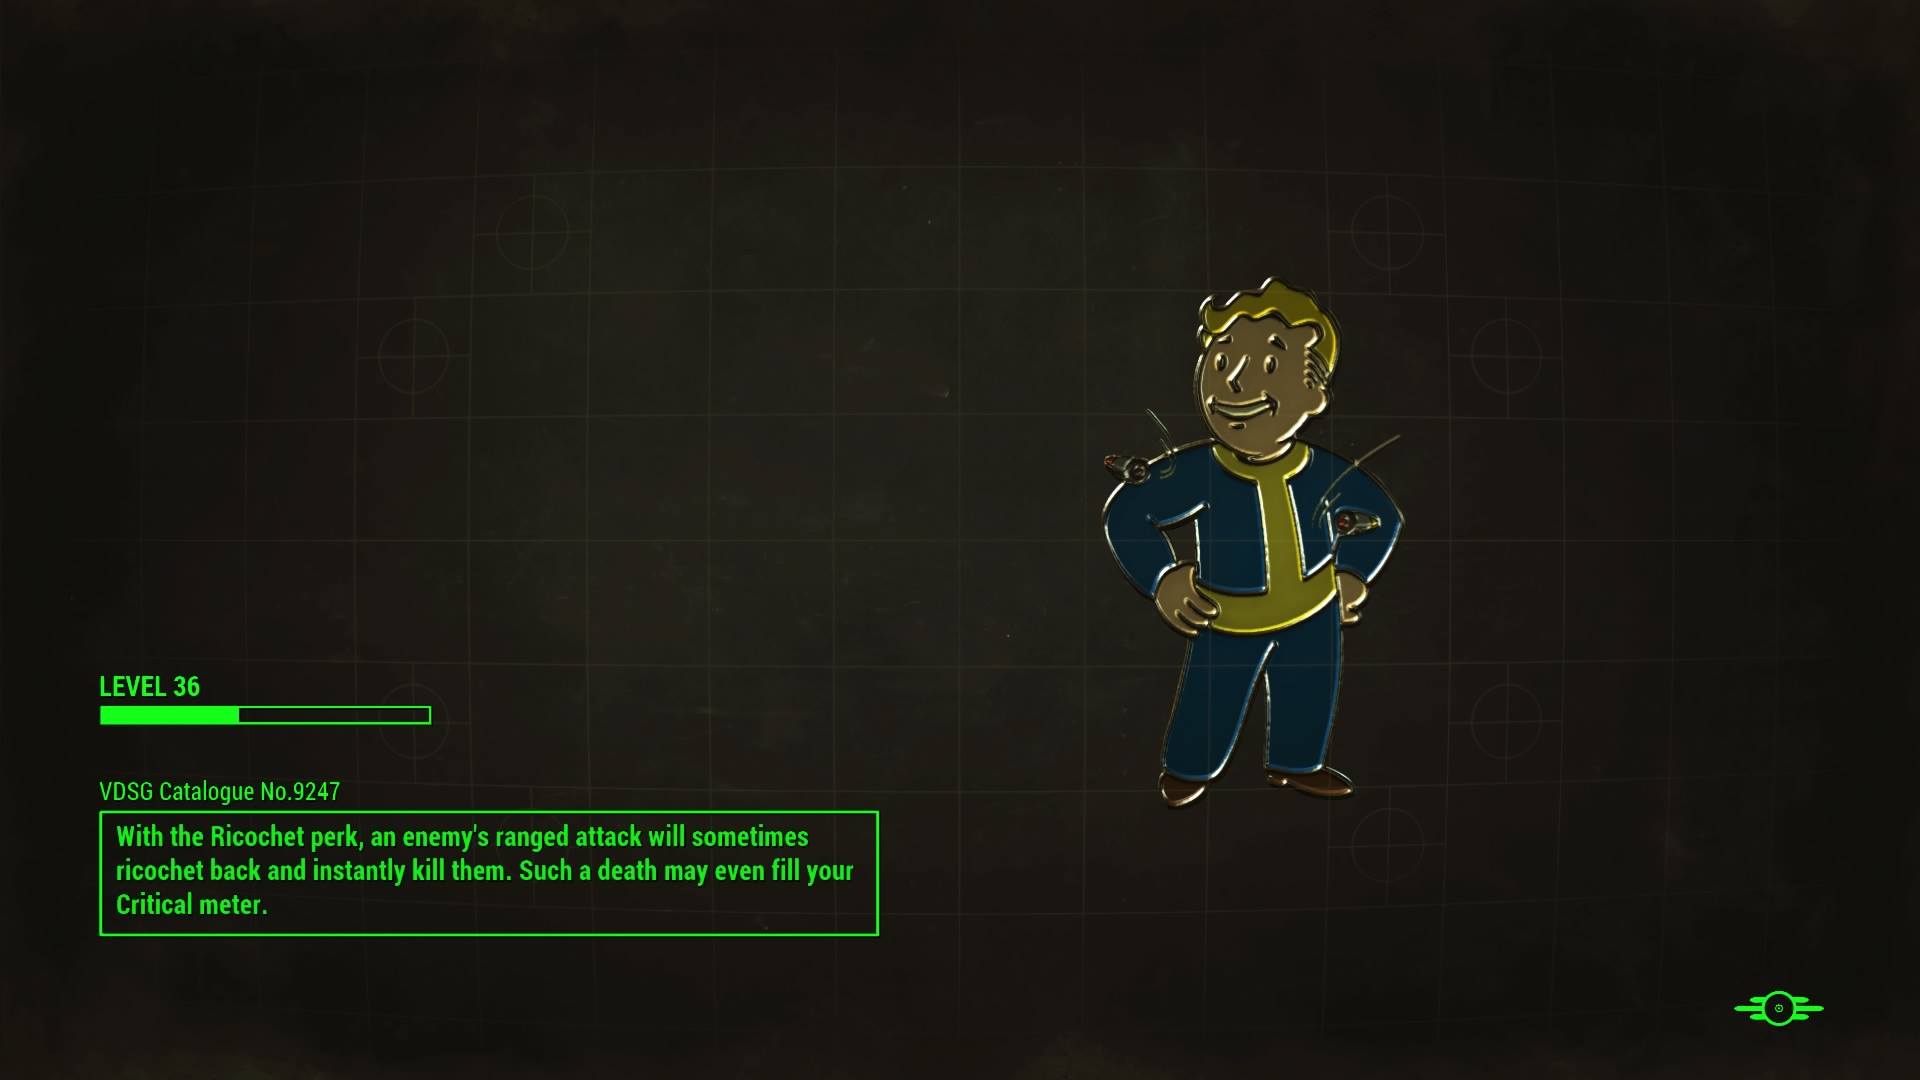 LEVEL 36
VDSG Catalogue No.9247
With the Ricochet perk, an enemy's ranged attack will sometimes
ricochet back and instantly kill them. Such a death may even fill your
Critical meter.